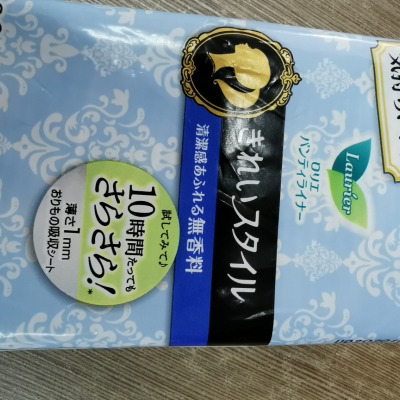 Laurier
ロリエ
パンティライナー
きれいスタイル
清潔感あふれる無香料
試してみて♪
10時間たっても
さらさら!*
薄さ1mm
おりもの吸収シート